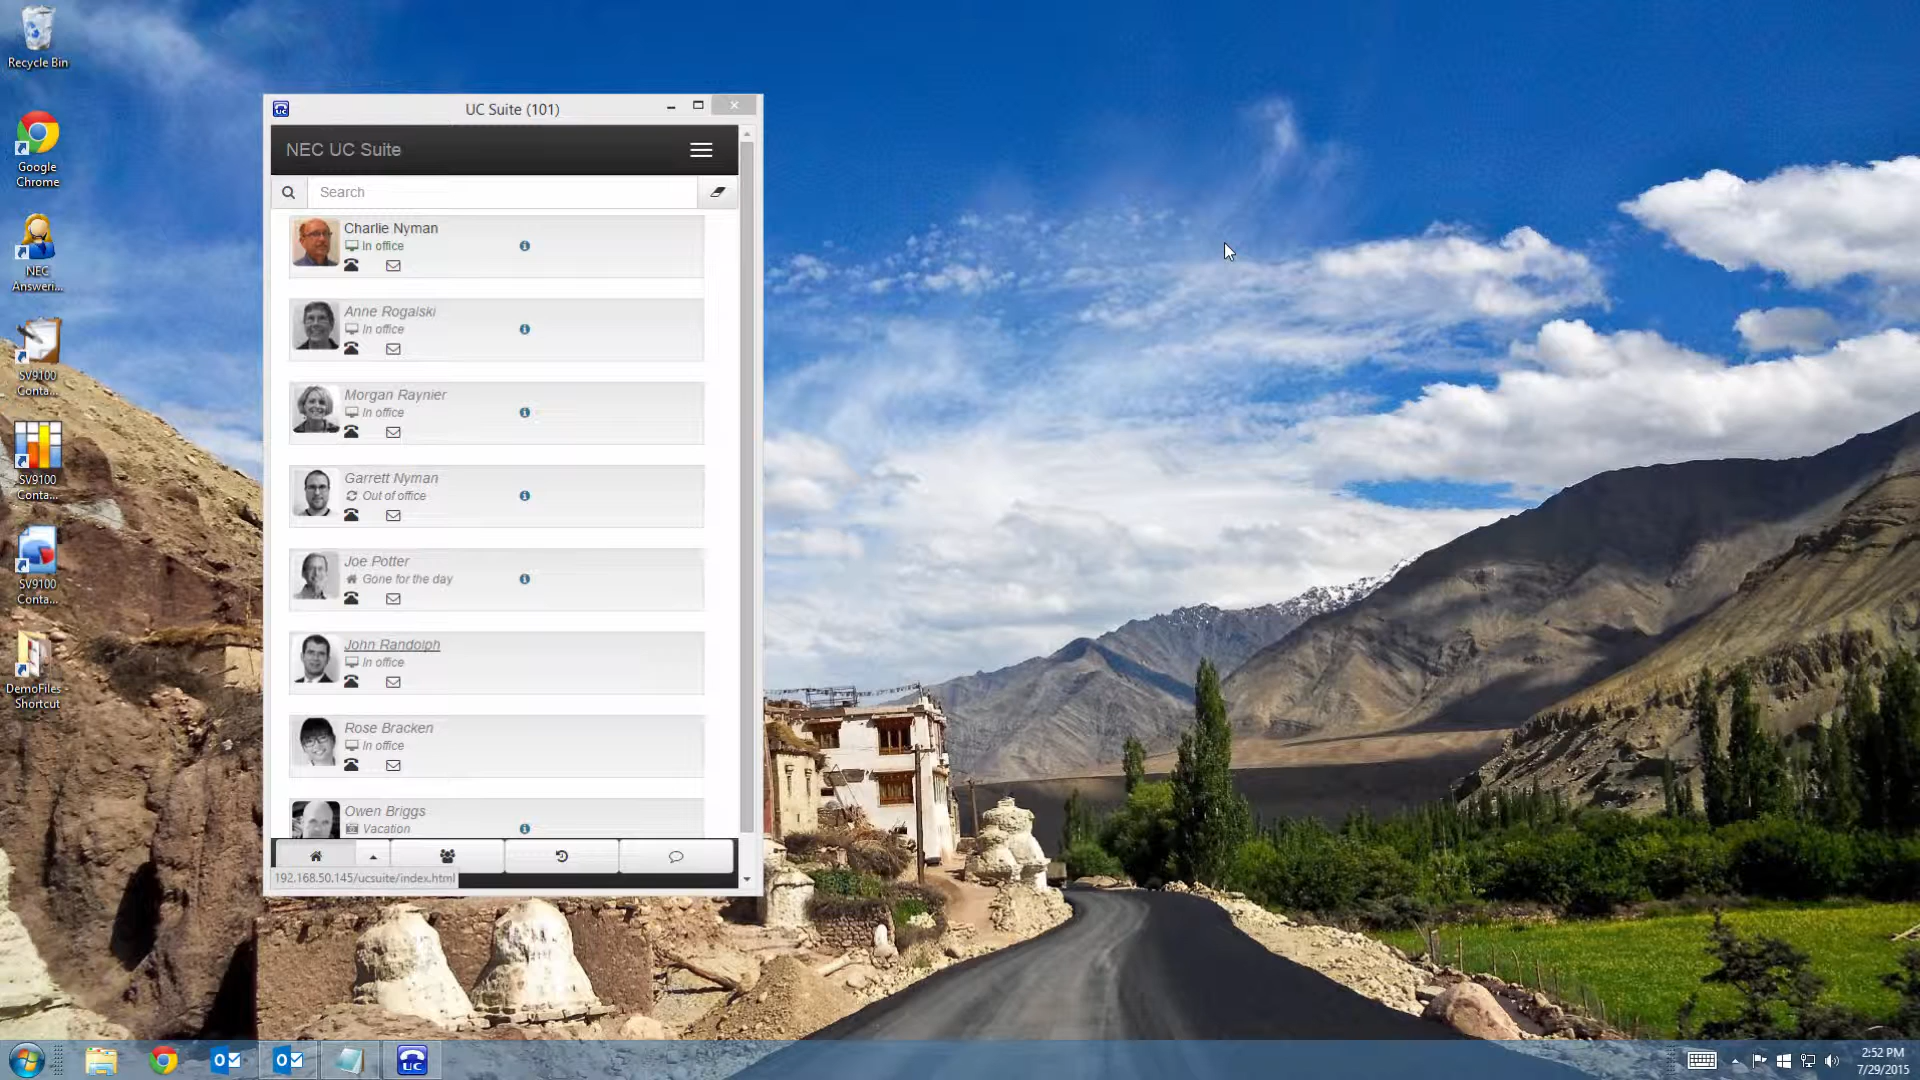 Recycle Bin
Google
Chrome
NEC
Answeri...
SV9100
Conta...
SV9100
Conta...
SV9100
Conta...
DemoFiles -
Shortcut
UC
UC Suite (101)
NEC UC Suite
Search
Charlie Nyman
In office
Anne Rogalski
In office
Morgan Raynier
In office
Garrett Nyman
Out of office
Joe Potter
Gone for the day
John Randolph
In office
Rose Bracken
In office
Owen Briggs
Vacation
192.168.50.145/ucsuite/index.html
UC
2:52 PM
7/29/2015